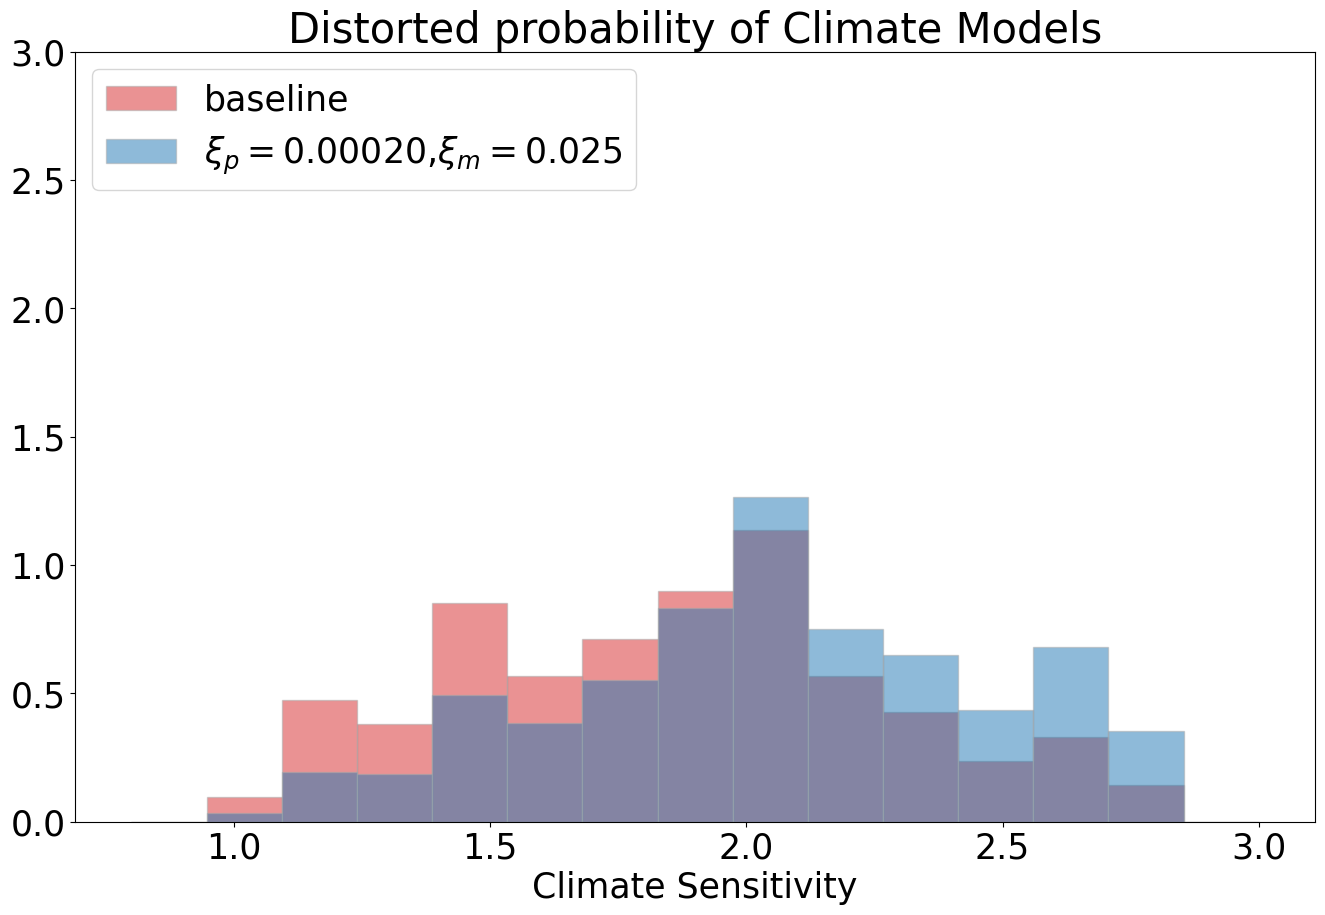 Distorted probability of Climate Models
3.0
baseline
ξₚ = 0.00020,ξₘ = 0.025
2.5
2.0
1.5
1.0
0.5
0.0
1.0 1.5 2.0 2.5 3.0
Climate Sensitivity